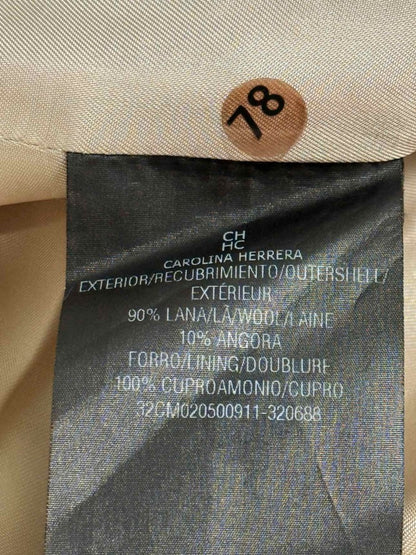 78
CH
HC
CAROLINA HERRERA
EXTERIOR/RECUBRIMIENTO/OUTERSHELL/
EXTÉRIEUR
90% LANA/LÃ/WOOL/LAINE
10% ANGORA
FORRO/LINING/DOUBLURE
100% CUPROAMONIO/CUPRO
32CM020500911-320688